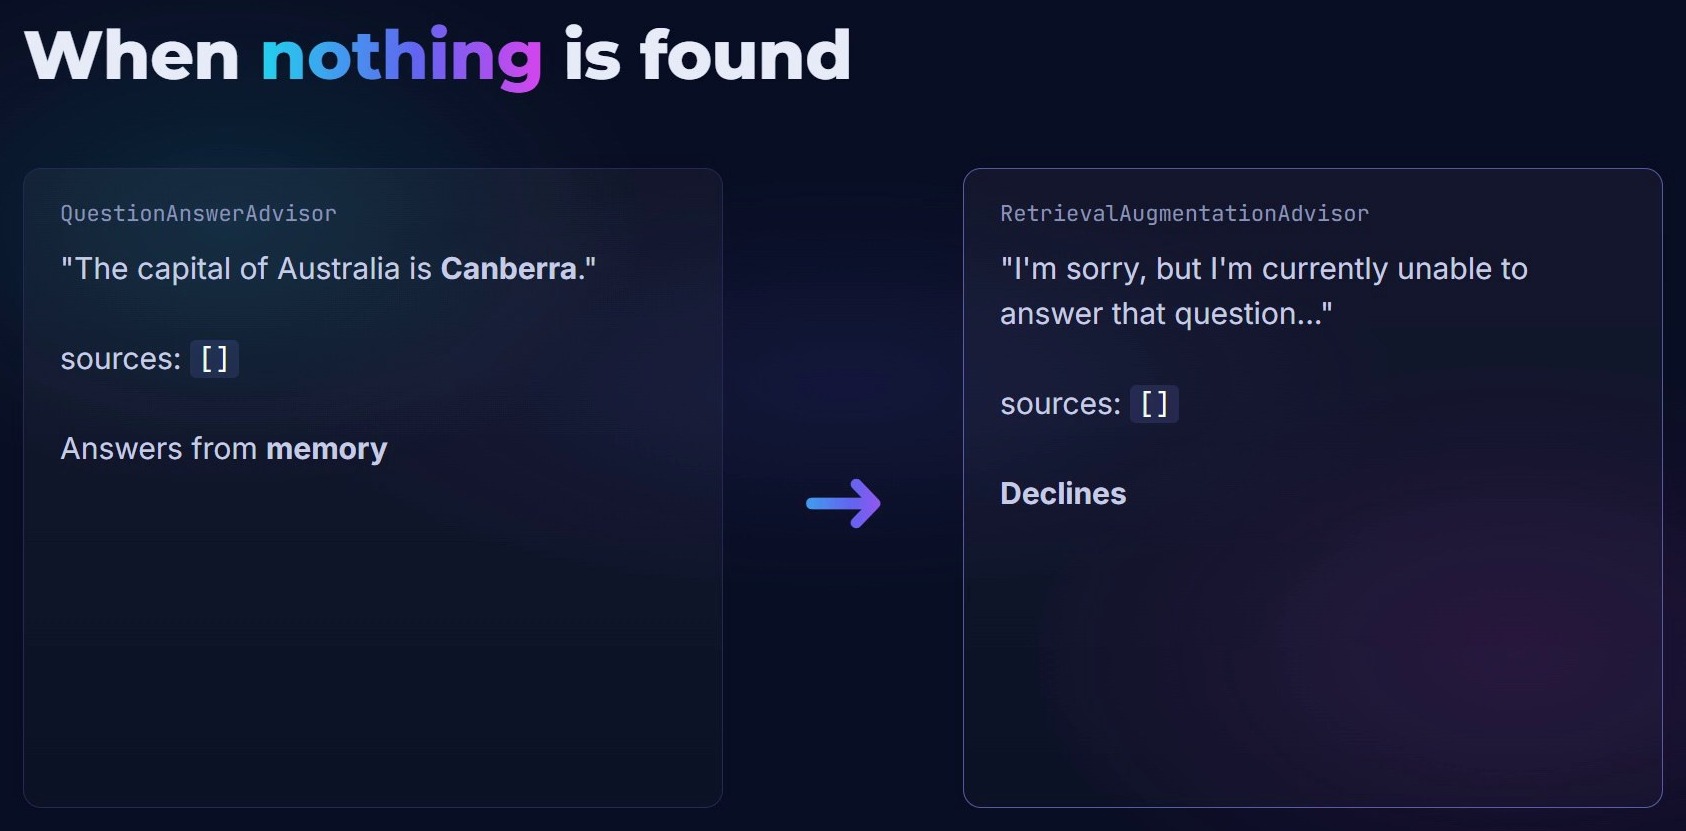 When nothing is found
QuestionAnswerAdvisor
"The capital of Australia is Canberra."
sources: []
Answers from memory
RetrievalAugmentationAdvisor
"I'm sorry, but I'm currently unable to
answer that question..."
sources: []
Declines